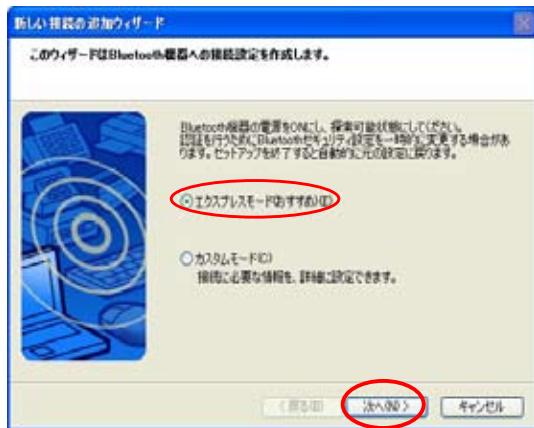 新しい接続の追加ウィザード
このウィザードはBluetooth機器への接続設定を作成します。
Bluetooth機器の電源をONにし、探索可能状態にしてください。
認証を行うためにBluetoothセキュリティ設定を一時的に変更する場合があ
ります。セットアップを終了すると自動的に元の設定に戻ります。
エクスプレスモード(おすすめ)(E)
カスタムモード(C)
接続に必要な情報を、詳細に設定できます。
< 戻る(B) 次へ(N) > キャンセル